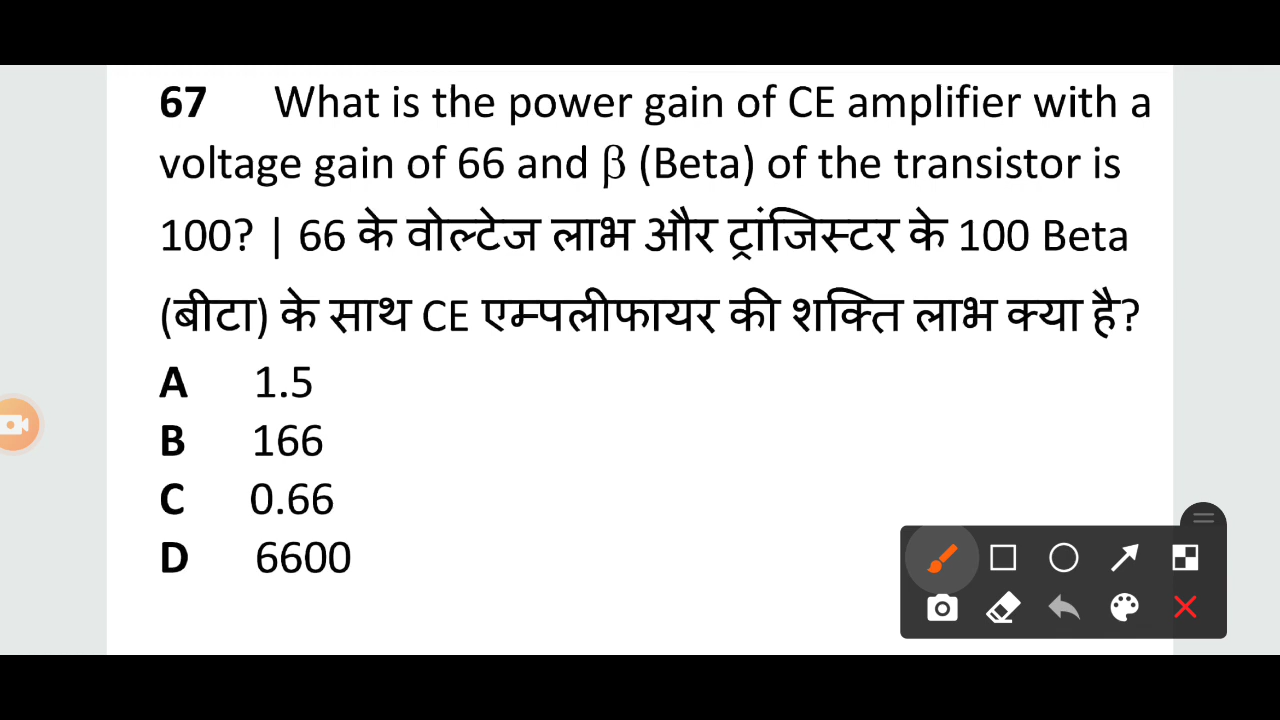 67 What is the power gain of CE amplifier with a
voltage gain of 66 and β (Beta) of the transistor is
100? | 66 के वोल्टेज लाभ और ट्रांजिस्टर के 100 Beta
(बीटा) के साथ CE एम्पलीफायर की शक्ति लाभ क्या है?
A 1.5
B 166
C 0.66
D 6600